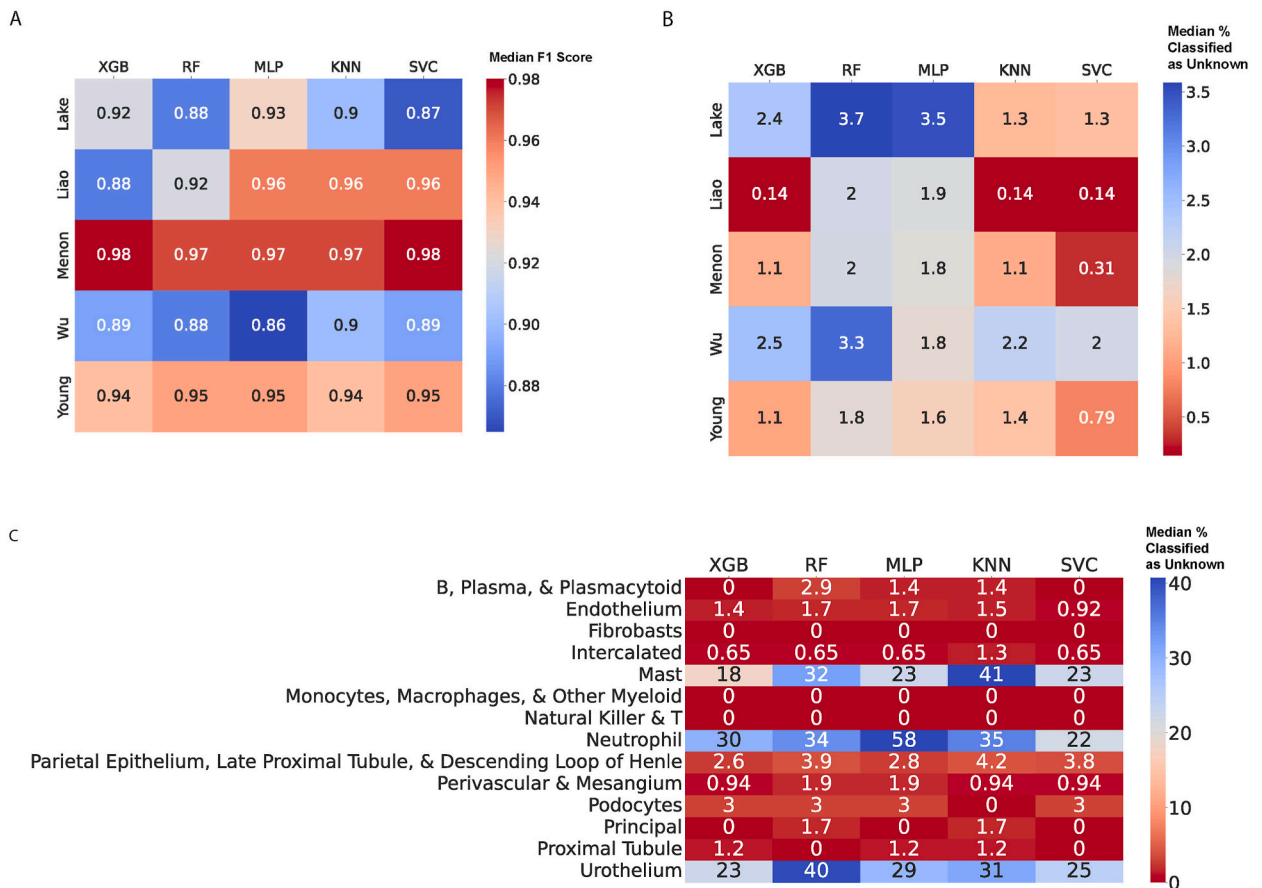 A
Median F1 Score
XGB RF MLP KNN SVC
Lake 0.92 0.88 0.93 0.9 0.87
Liao 0.88 0.92 0.96 0.96 0.96
Menon 0.98 0.97 0.97 0.97 0.98
Wu 0.89 0.88 0.86 0.9 0.89
Young 0.94 0.95 0.95 0.94 0.95
0.98
0.96
0.94
0.92
0.90
0.88
B
Median %
Classified
as Unknown
XGB RF MLP KNN SVC
Lake 2.4 3.7 3.5 1.3 1.3
Liao 0.14 2 1.9 0.14 0.14
Menon 1.1 2 1.8 1.1 0.31
Wu 2.5 3.3 1.8 2.2 2
Young 1.1 1.8 1.6 1.4 0.79
3.5
3.0
2.5
2.0
1.5
1.0
0.5
C
Median %
Classified
as Unknown
XGB RF MLP KNN SVC
B, Plasma, & Plasmacytoid 0 2.9 1.4 1.4 0
Endothelium 1.4 1.7 1.7 1.5 0.92
Fibrobasts 0 0 0 0 0
Intercalated 0.65 0.65 0.65 1.3 0.65
Mast 18 32 23 41 23
Monocytes, Macrophages, & Other Myeloid 0 0 0 0 0
Natural Killer & T 0 0 0 0 0
Neutrophil 30 34 58 35 22
Parietal Epithelium, Late Proximal Tubule, & Descending Loop of Henle 2.6 3.9 2.8 4.2 3.8
Perivascular & Mesangium 0.94 1.9 1.9 0.94 0.94
Podocytes 3 3 3 0 3
Principal 0 1.7 0 1.7 0
Proximal Tubule 1.2 0 1.2 1.2 0
Urothelium 23 40 29 31 25
40
30
20
10
0